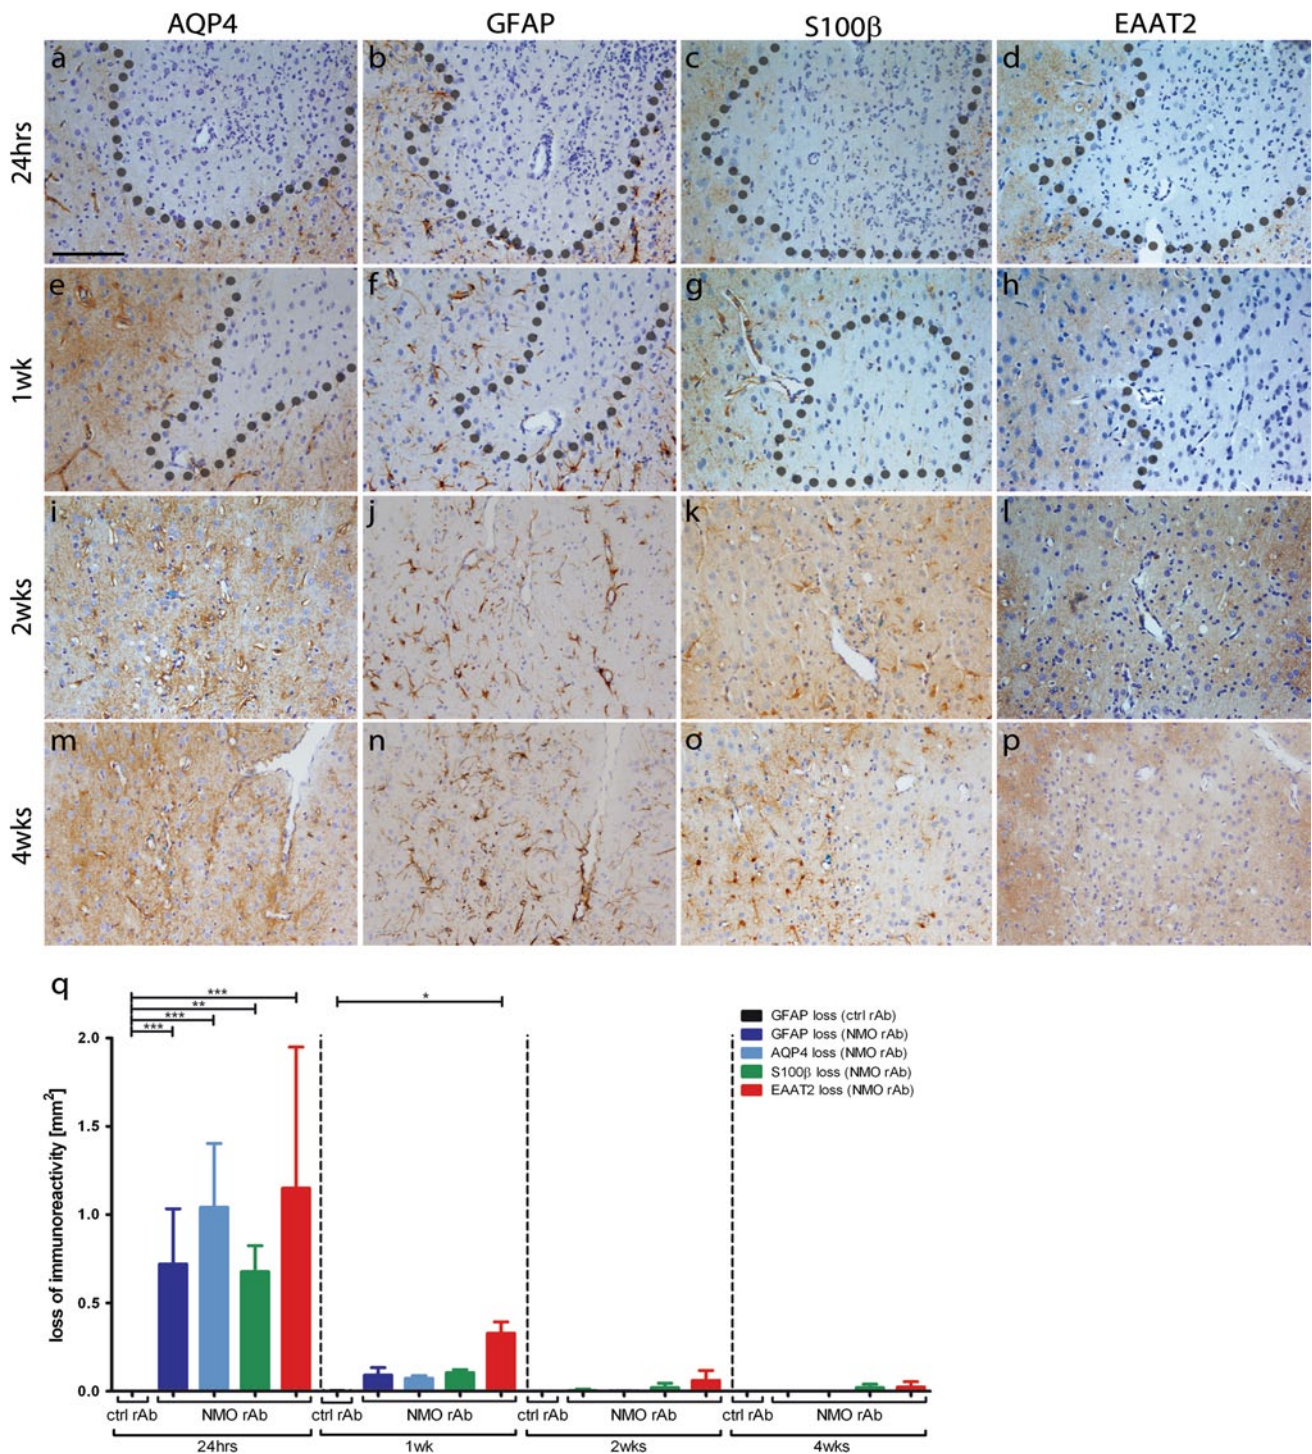 AQP4 GFAP S100β EAAT2
24hrs
a b c d
1wk
e f g h
2wks
i j k l
4wks
m n o p
q
***
**
***
***
*
GFAP loss (ctrl rAb)
GFAP loss (NMO rAb)
AQP4 loss (NMO rAb)
S100β loss (NMO rAb)
EAAT2 loss (NMO rAb)
loss of immunoreactivity [mm²]
2.0
1.5
1.0
0.5
0.0
ctrl rAb NMO rAb ctrl rAb NMO rAb ctrl rAb NMO rAb ctrl rAb NMO rAb
24hrs 1wk 2wks 4wks